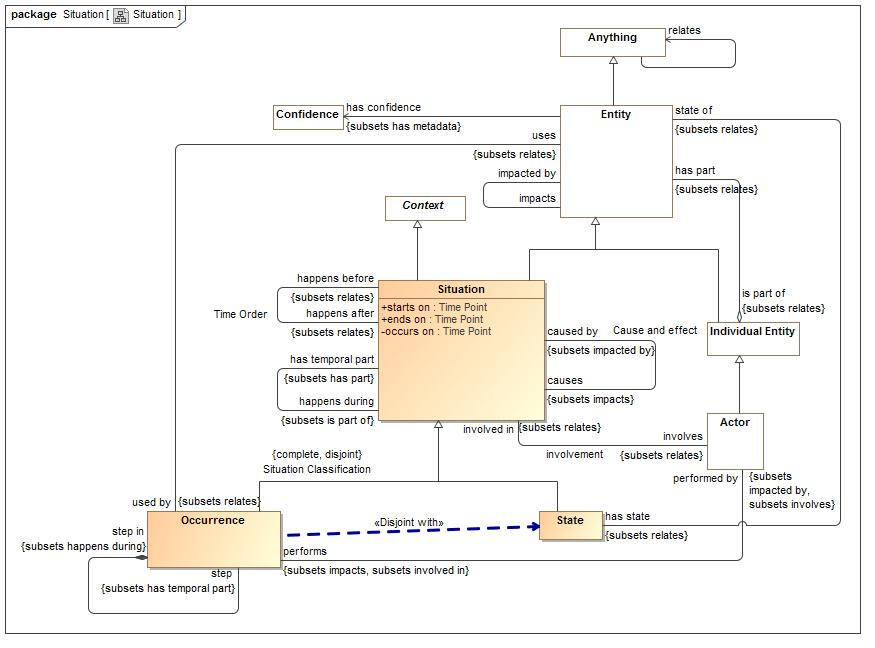 package Situation [ Situation ]
Anything
relates
Confidence
has confidence
{subsets has metadata}
Entity
state of
{subsets relates}
uses
{subsets relates}
has part
{subsets relates}
impacted by
impacts
Context
happens before
{subsets relates}
Time Order
happens after
{subsets relates}
has temporal part
{subsets has part}
happens during
{subsets is part of}
Situation
+starts on : Time Point
+ends on : Time Point
-occurs on : Time Point
is part of
{subsets relates}
Individual Entity
caused by
Cause and effect
{subsets impacted by}
causes
{subsets impacts}
Actor
involved in
{subsets relates}
involves
involvement
{subsets relates}
{complete, disjoint}
Situation Classification
performed by
{subsets
impacted by,
subsets involves}
used by
{subsets relates}
Occurrence
«Disjoint with»
State
has state
{subsets relates}
step in
{subsets happens during}
performs
{subsets impacts, subsets involved in}
step
{subsets has temporal part}